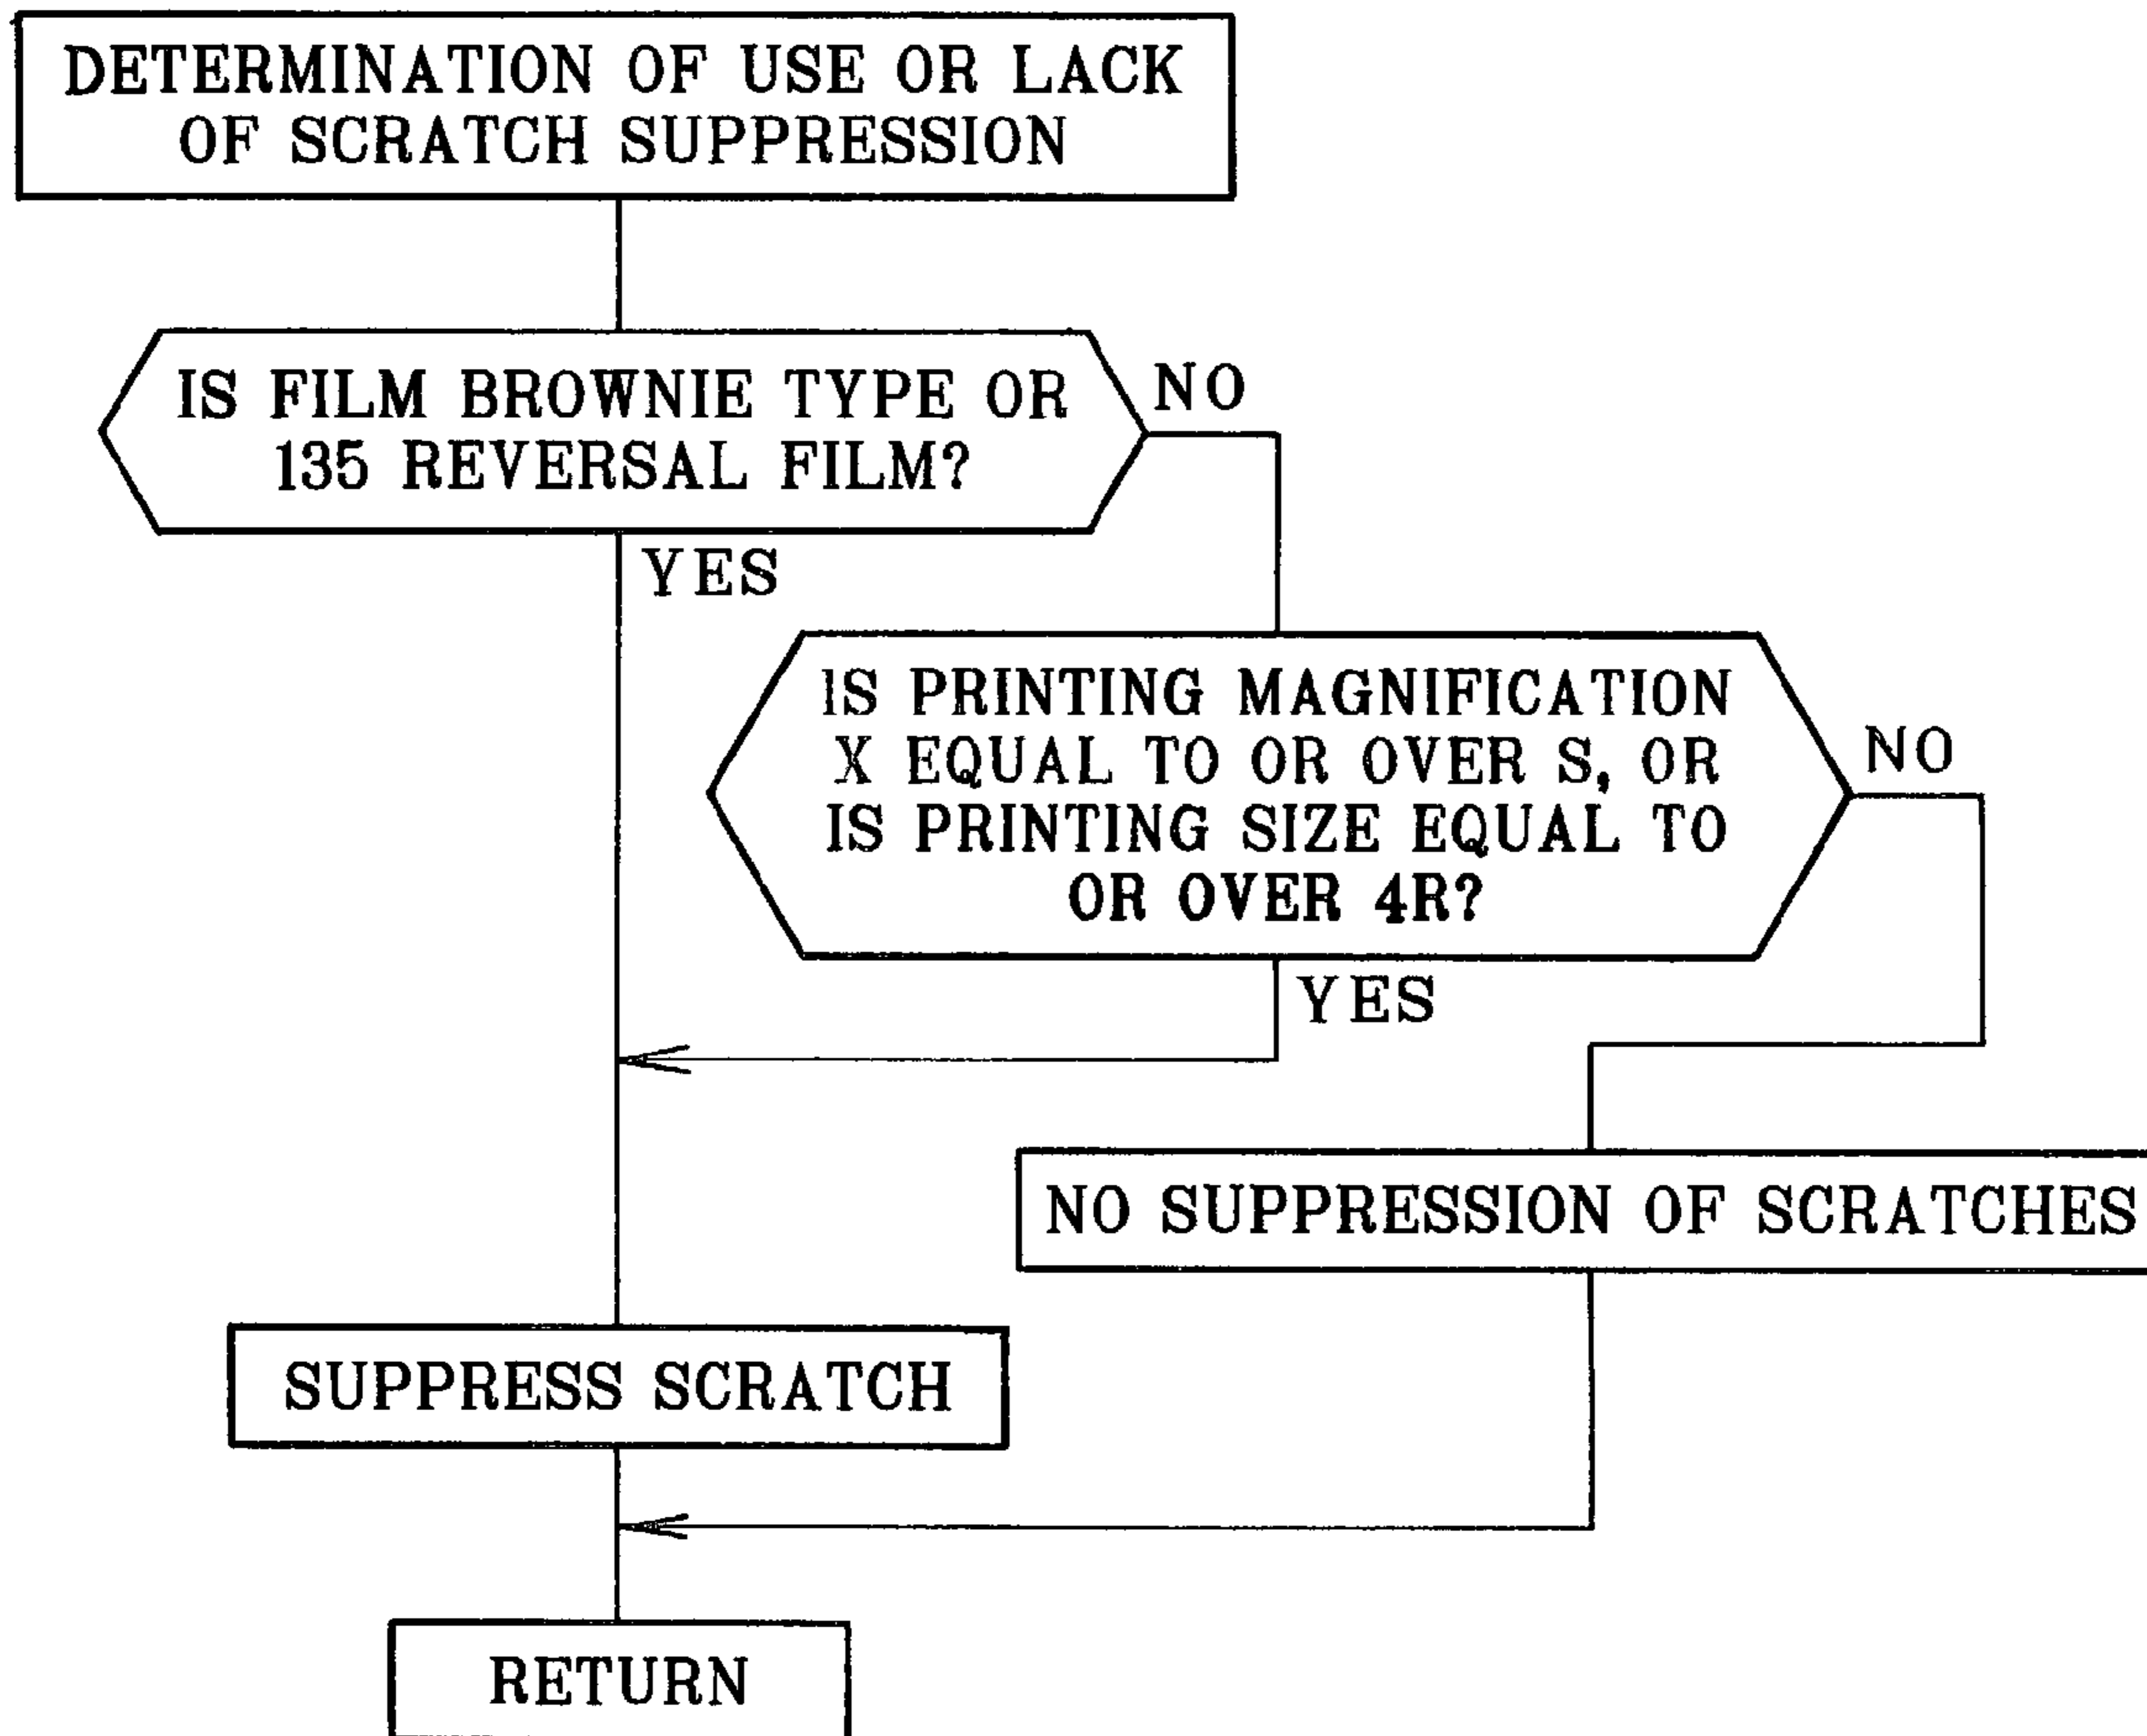 DETERMINATION OF USE OR LACK
OF SCRATCH SUPPRESSION
IS FILM BROWNIE TYPE OR
135 REVERSAL FILM?
NO
YES
IS PRINTING MAGNIFICATION
X EQUAL TO OR OVER S, OR
IS PRINTING SIZE EQUAL TO
OR OVER 4R?
NO
YES
NO SUPPRESSION OF SCRATCHES
SUPPRESS SCRATCH
RETURN